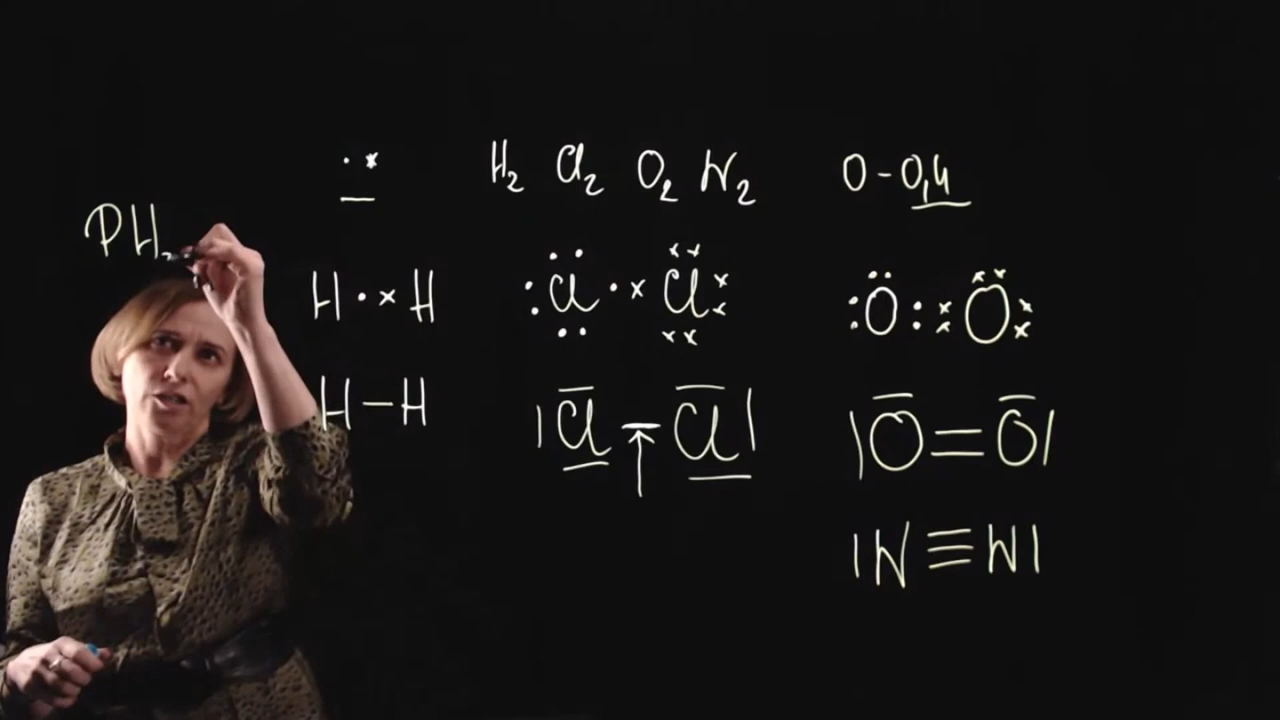 · ×
H₂ Cl₂ O₂ N₂
0 - 0,4
PH
H · × H
: Cl · × Cl
: O : : O
H – H
|Cl – Cl|
|O = O|
|N ≡ N|